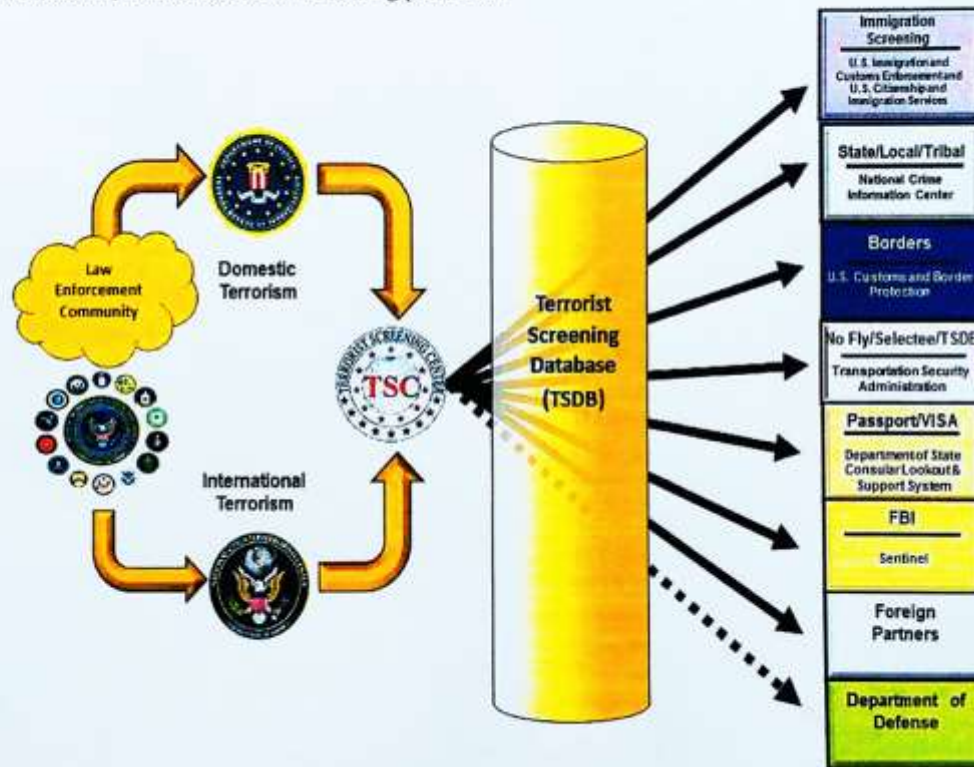 Law
Enforcement
Community
Domestic
Terrorism
TERRORIST SCREENING CENTER
TSC
International
Terrorism
Terrorist
Screening
Database
(TSDB)
Immigration
Screening
U.S. Immigration and
Customs Enforcement and
U.S. Citizenship and
Immigration Services
State/Local/Tribal
National Crime
Information Center
Borders
U.S. Customs and Border
Protection
No Fly/Selectee/TSDB
Transportation Security
Administration
Passport/VISA
Department of State
Consular Lookout &
Support System
FBI
Sentinel
Foreign
Partners
Department of
Defense